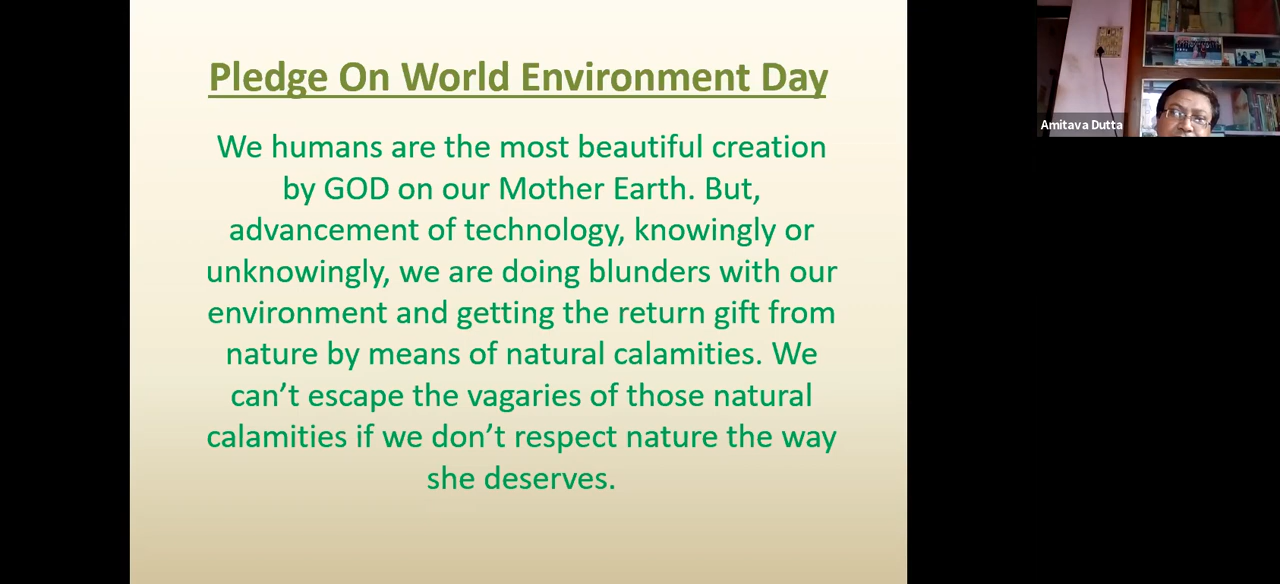 Pledge On World Environment Day
We humans are the most beautiful creation
by GOD on our Mother Earth. But,
advancement of technology, knowingly or
unknowingly, we are doing blunders with our
environment and getting the return gift from
nature by means of natural calamities. We
can’t escape the vagaries of those natural
calamities if we don’t respect nature the way
she deserves.
Amitava Dutta